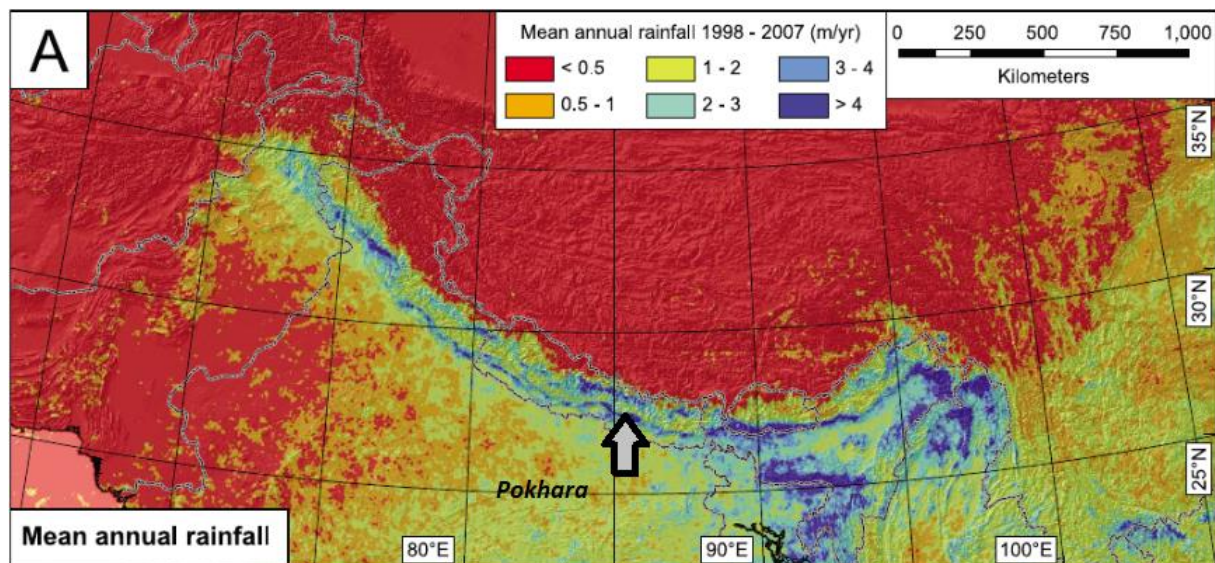 A
Mean annual rainfall 1998 - 2007 (m/yr)
< 0.5
1 - 2
3 - 4
0.5 - 1
2 - 3
> 4
0 250 500 750 1,000
Kilometers
35°N
30°N
25°N
Pokhara
Mean annual rainfall
80°E
90°E
100°E